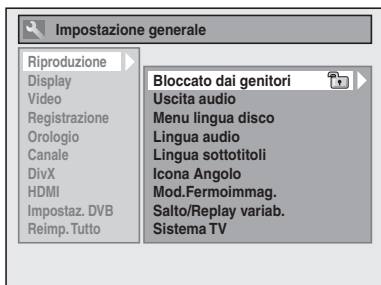 Impostazione generale
Riproduzione
Display
Video
Registrazione
Orologio
Canale
DivX
HDMI
Impostaz. DVB
Reimp. Tutto
Bloccato dai genitori
Uscita audio
Menu lingua disco
Lingua audio
Lingua sottotitoli
Icona Angolo
Mod.Fermoimmag.
Salto/Replay variab.
Sistema TV